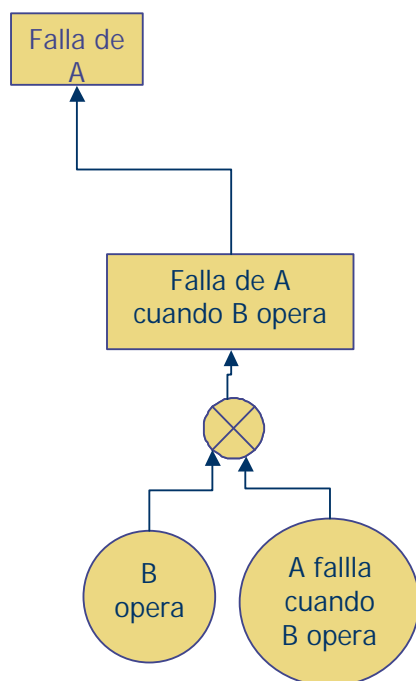 Falla de
A
Falla de A
cuando B opera
B
opera
A fallla
cuando
B opera